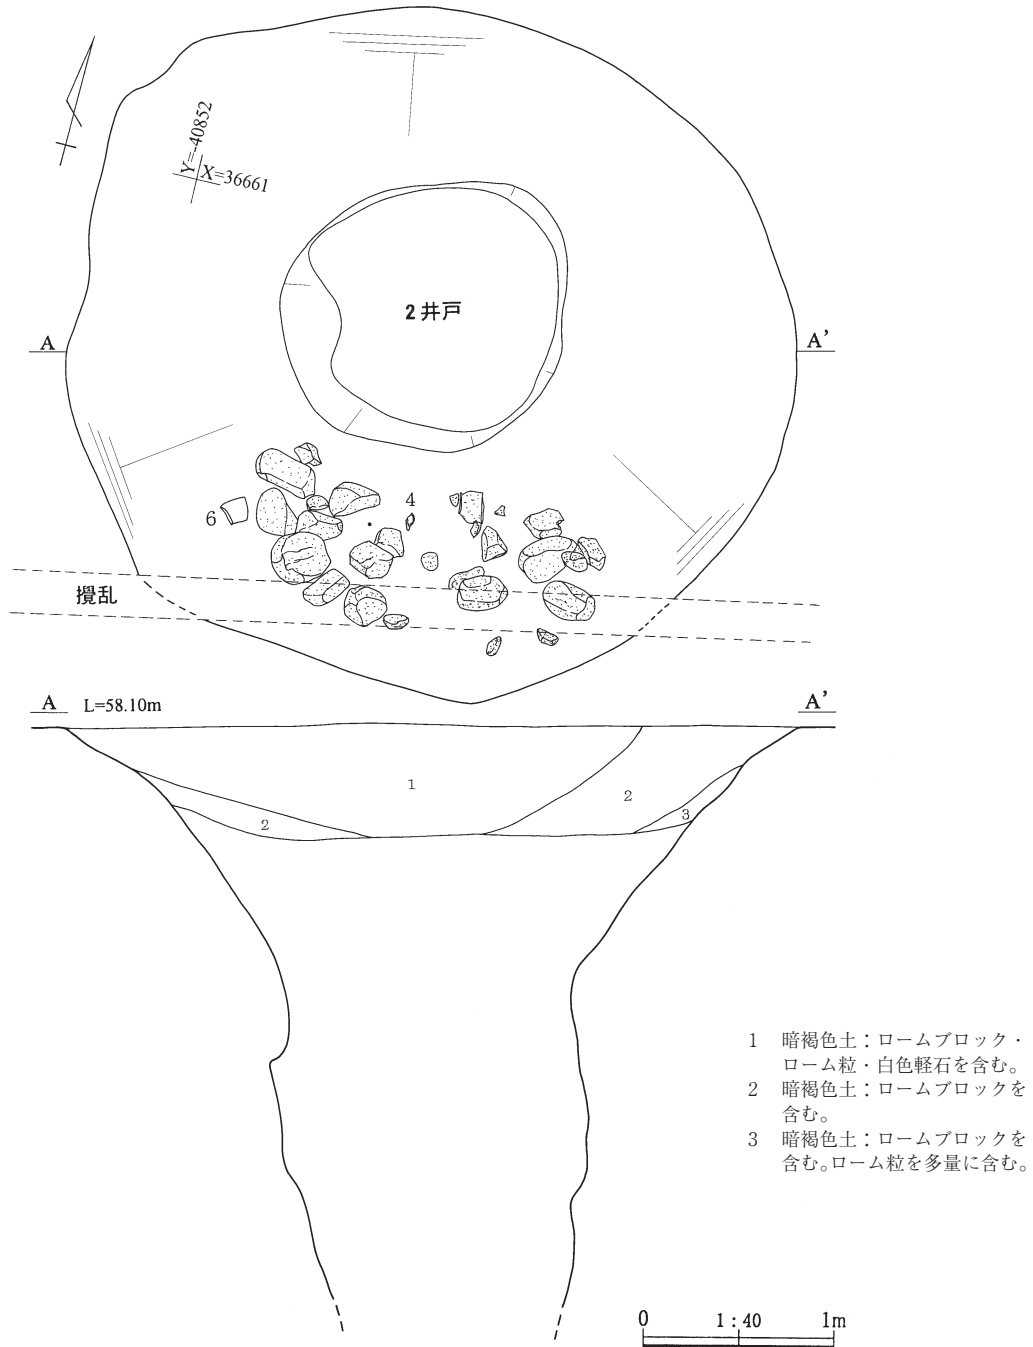 Y=-40852
X=36661
2井戸
A
A'
6
4
攪乱
A L=58.10m
A'
1
2
2
3
1 暗褐色土：ロームブロック・
ローム粒・白色軽石を含む。
2 暗褐色土：ロームブロックを
含む。
3 暗褐色土：ロームブロックを
含む。ローム粒を多量に含む。
0 1:40 1m